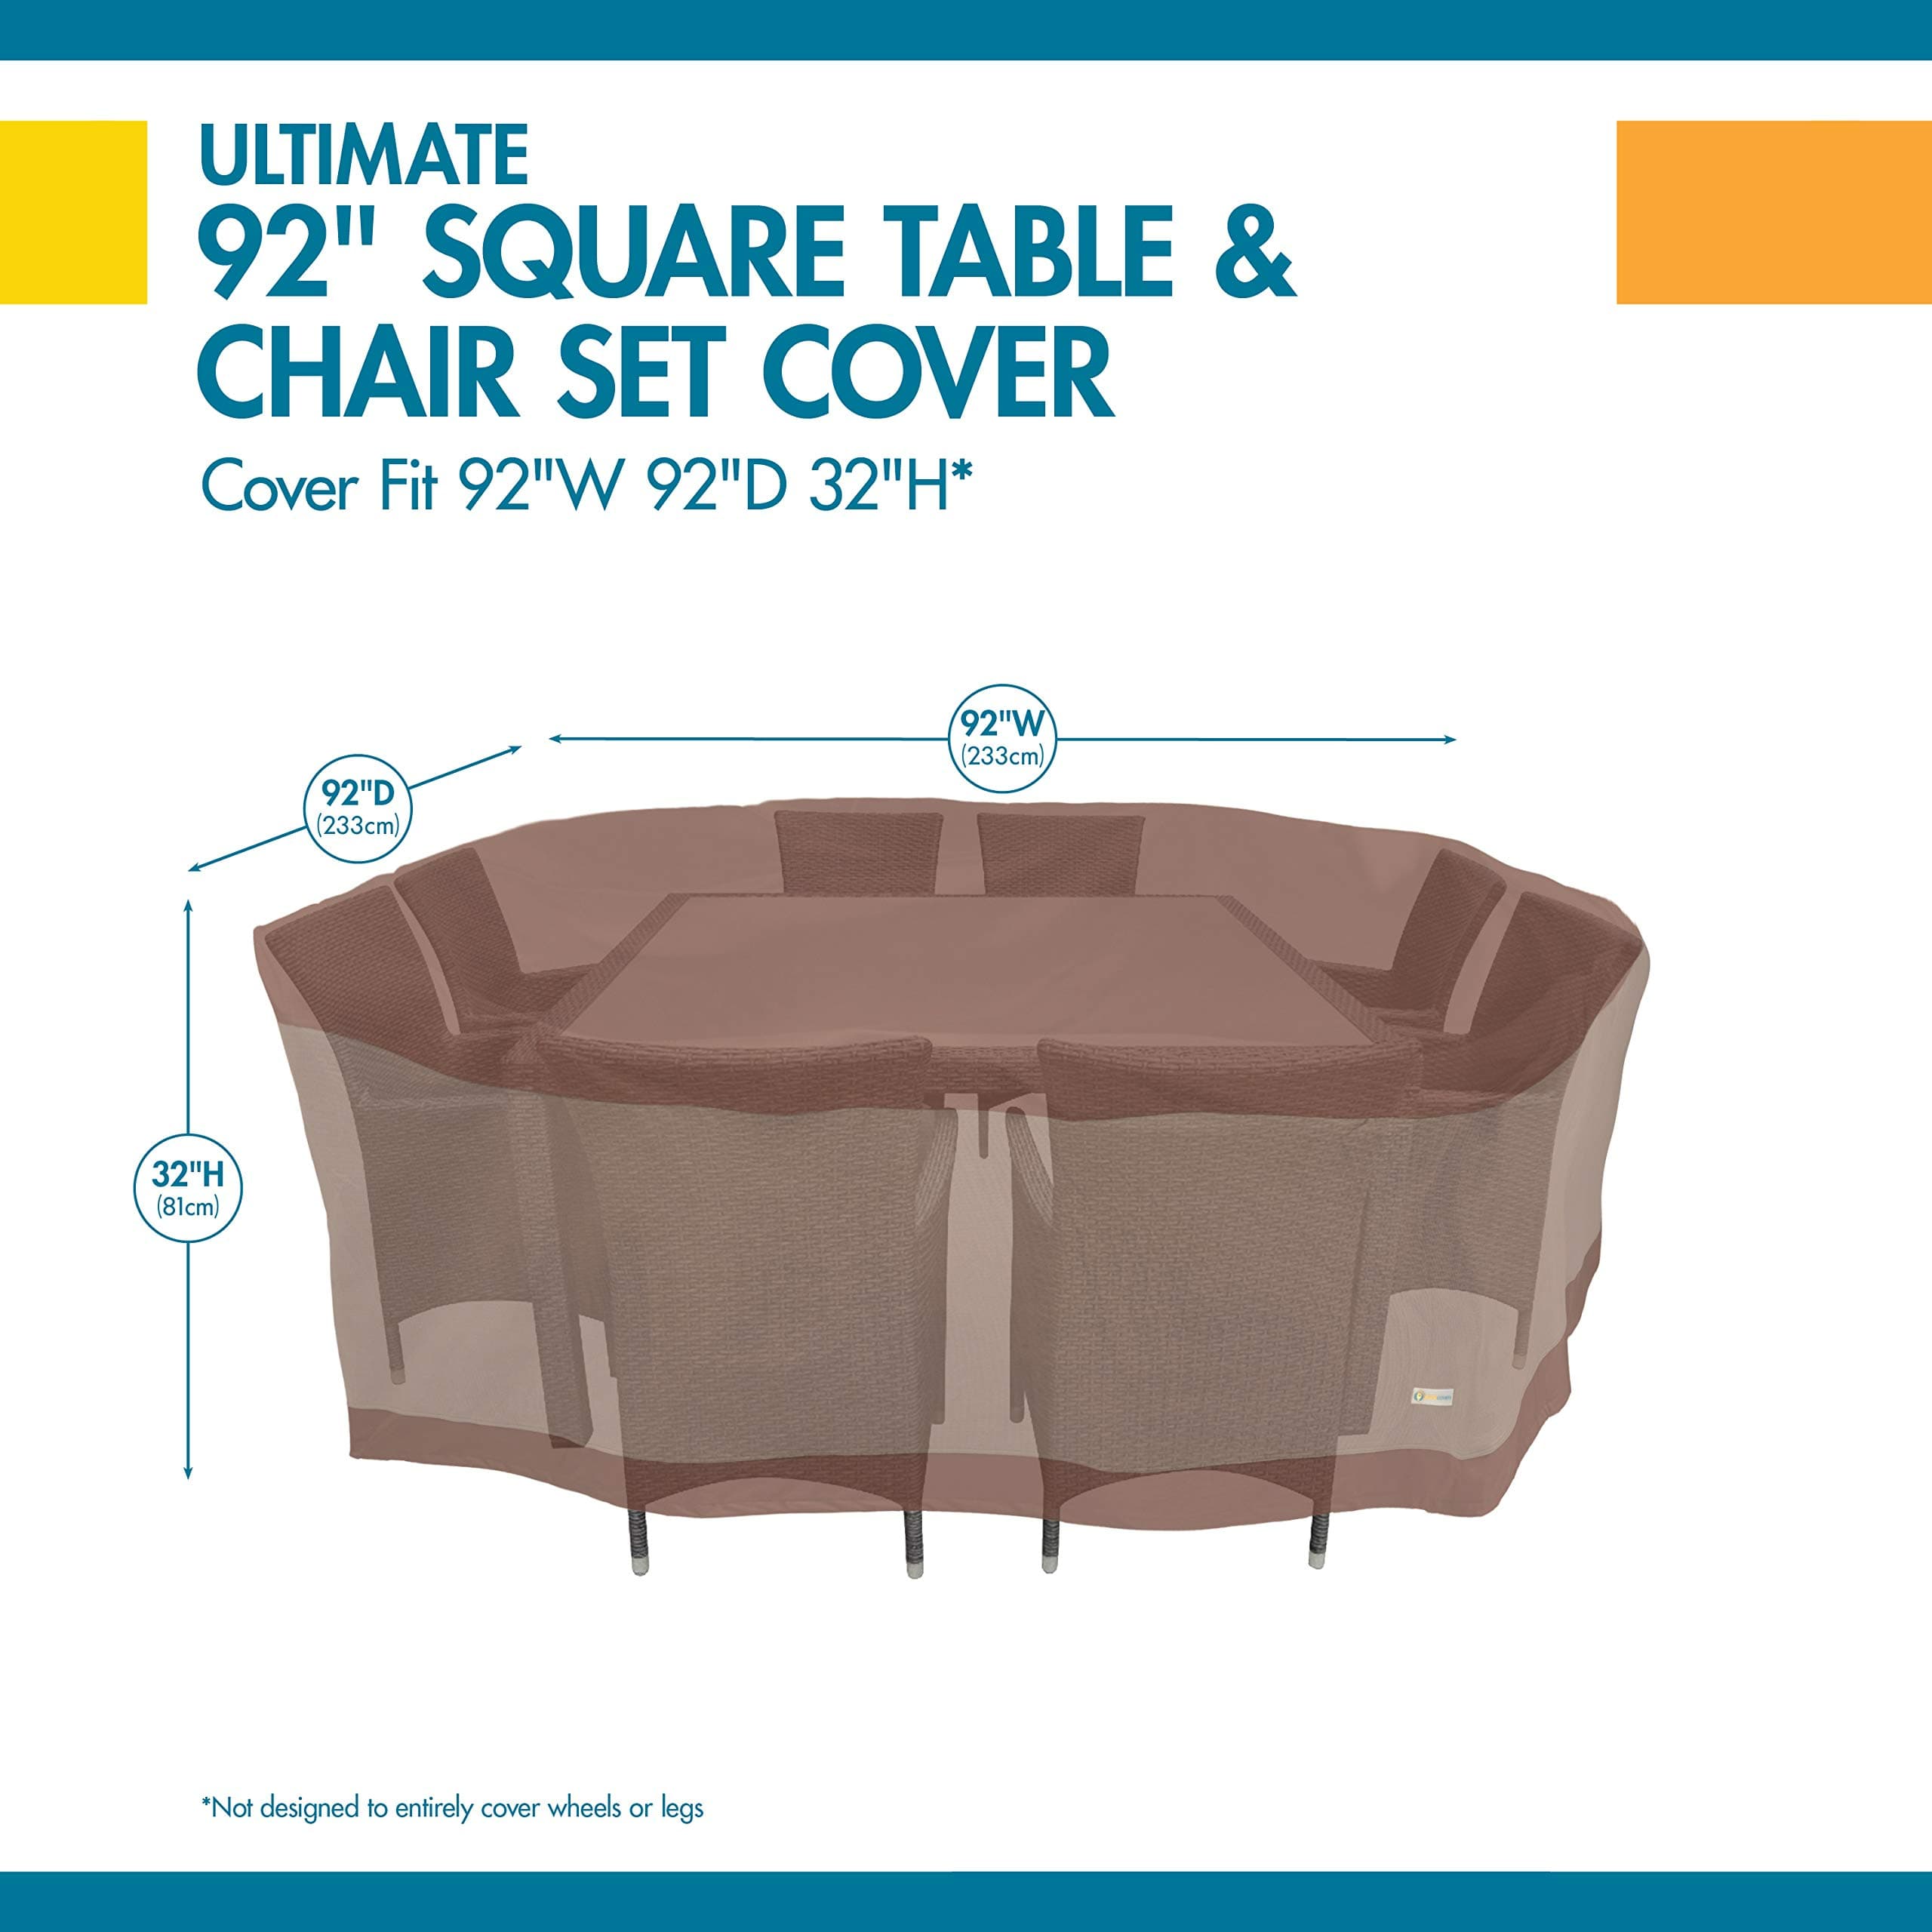 ULTIMATE
92" SQUARE TABLE &
CHAIR SET COVER
Cover Fit 92"W 92"D 32"H*
92"W
(233cm)
92"D
(233cm)
32"H
(81cm)
*Not designed to entirely cover wheels or legs